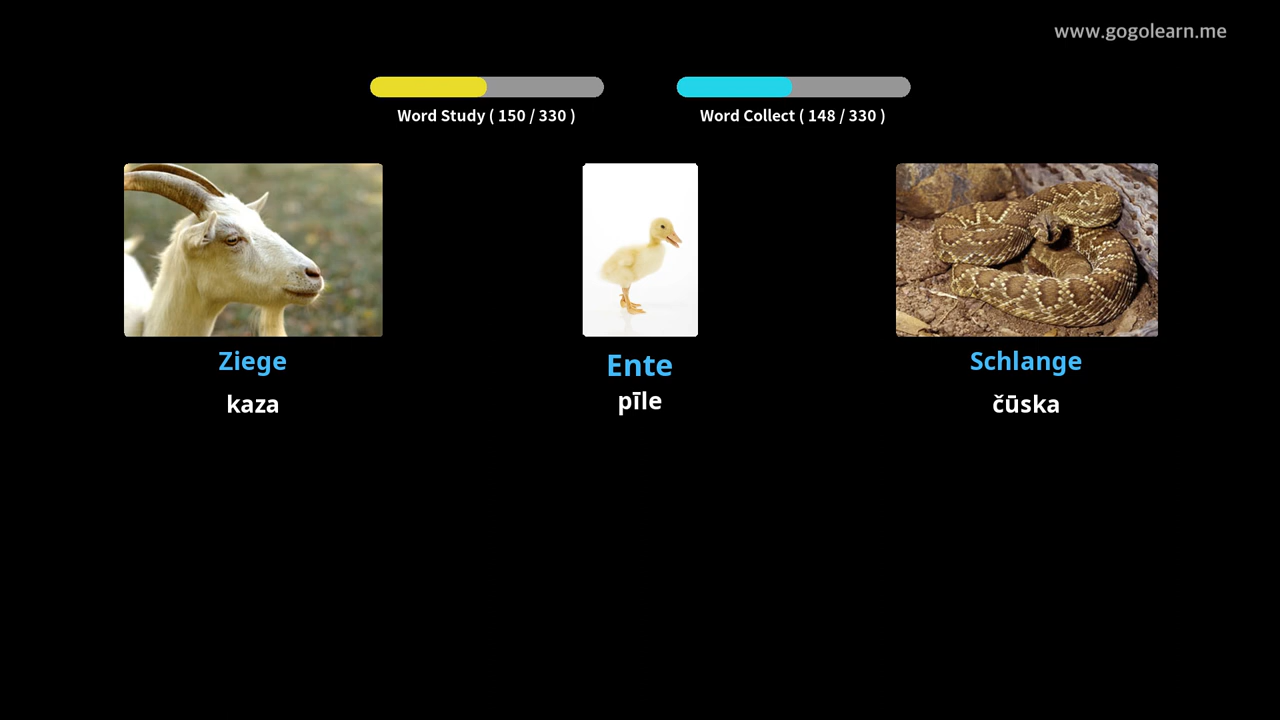 www.gogolearn.me
Word Study ( 150 / 330 )
Word Collect ( 148 / 330 )
Ziege
kaza
Ente
pīle
Schlange
čūska